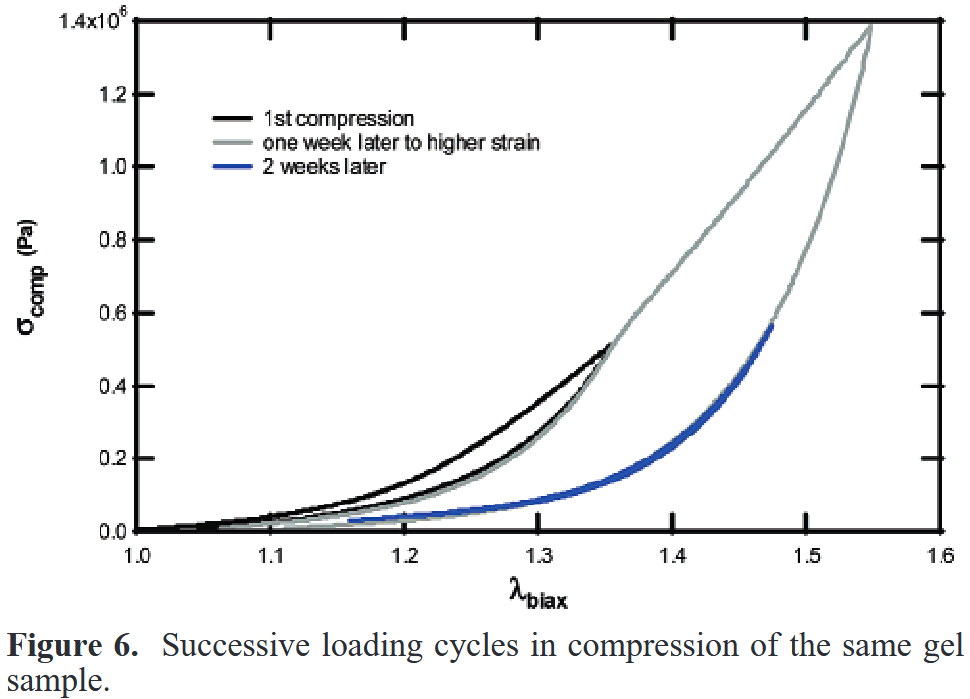 1.4x10⁶
1.2
1.0
0.8
0.6
0.4
0.2
0.0
σcomp (Pa)
1st compression
one week later to higher strain
2 weeks later
1.0 1.1 1.2 1.3 1.4 1.5 1.6
λbiax
Figure 6. Successive loading cycles in compression of the same gel
sample.